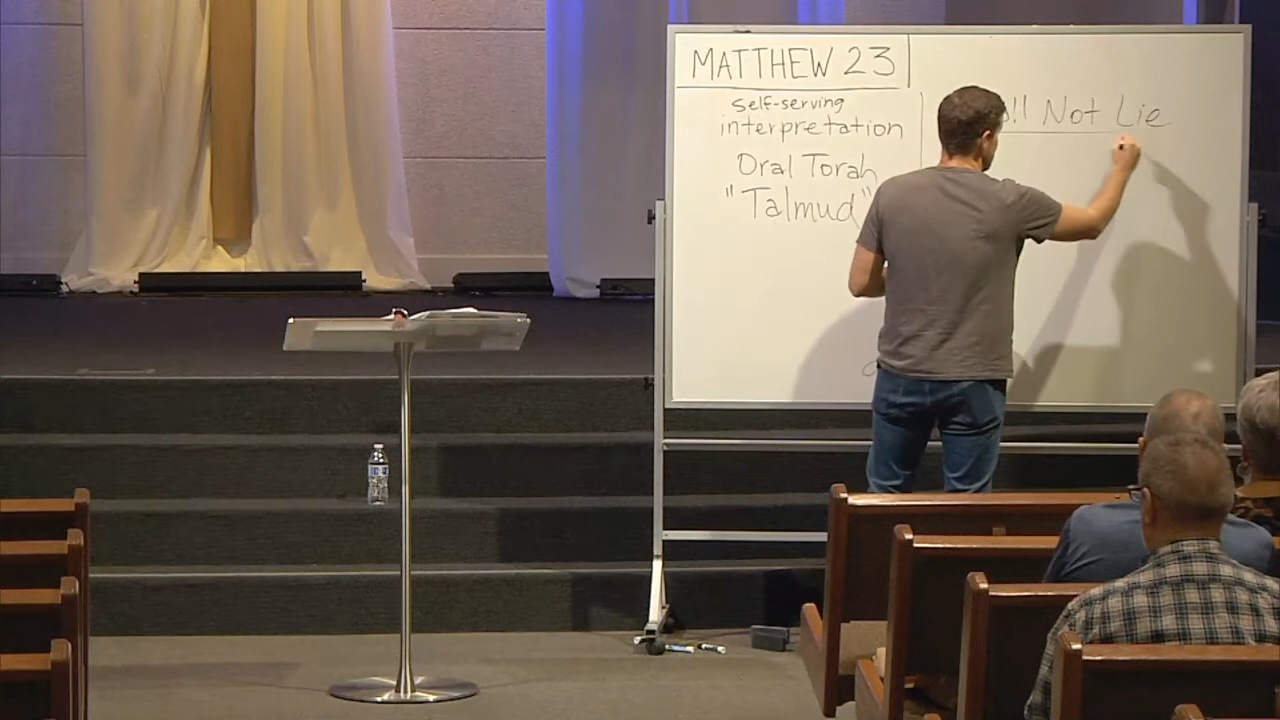 MATTHEW 23
self-serving
interpretation
Oral Torah
"Talmud"
Not Lie